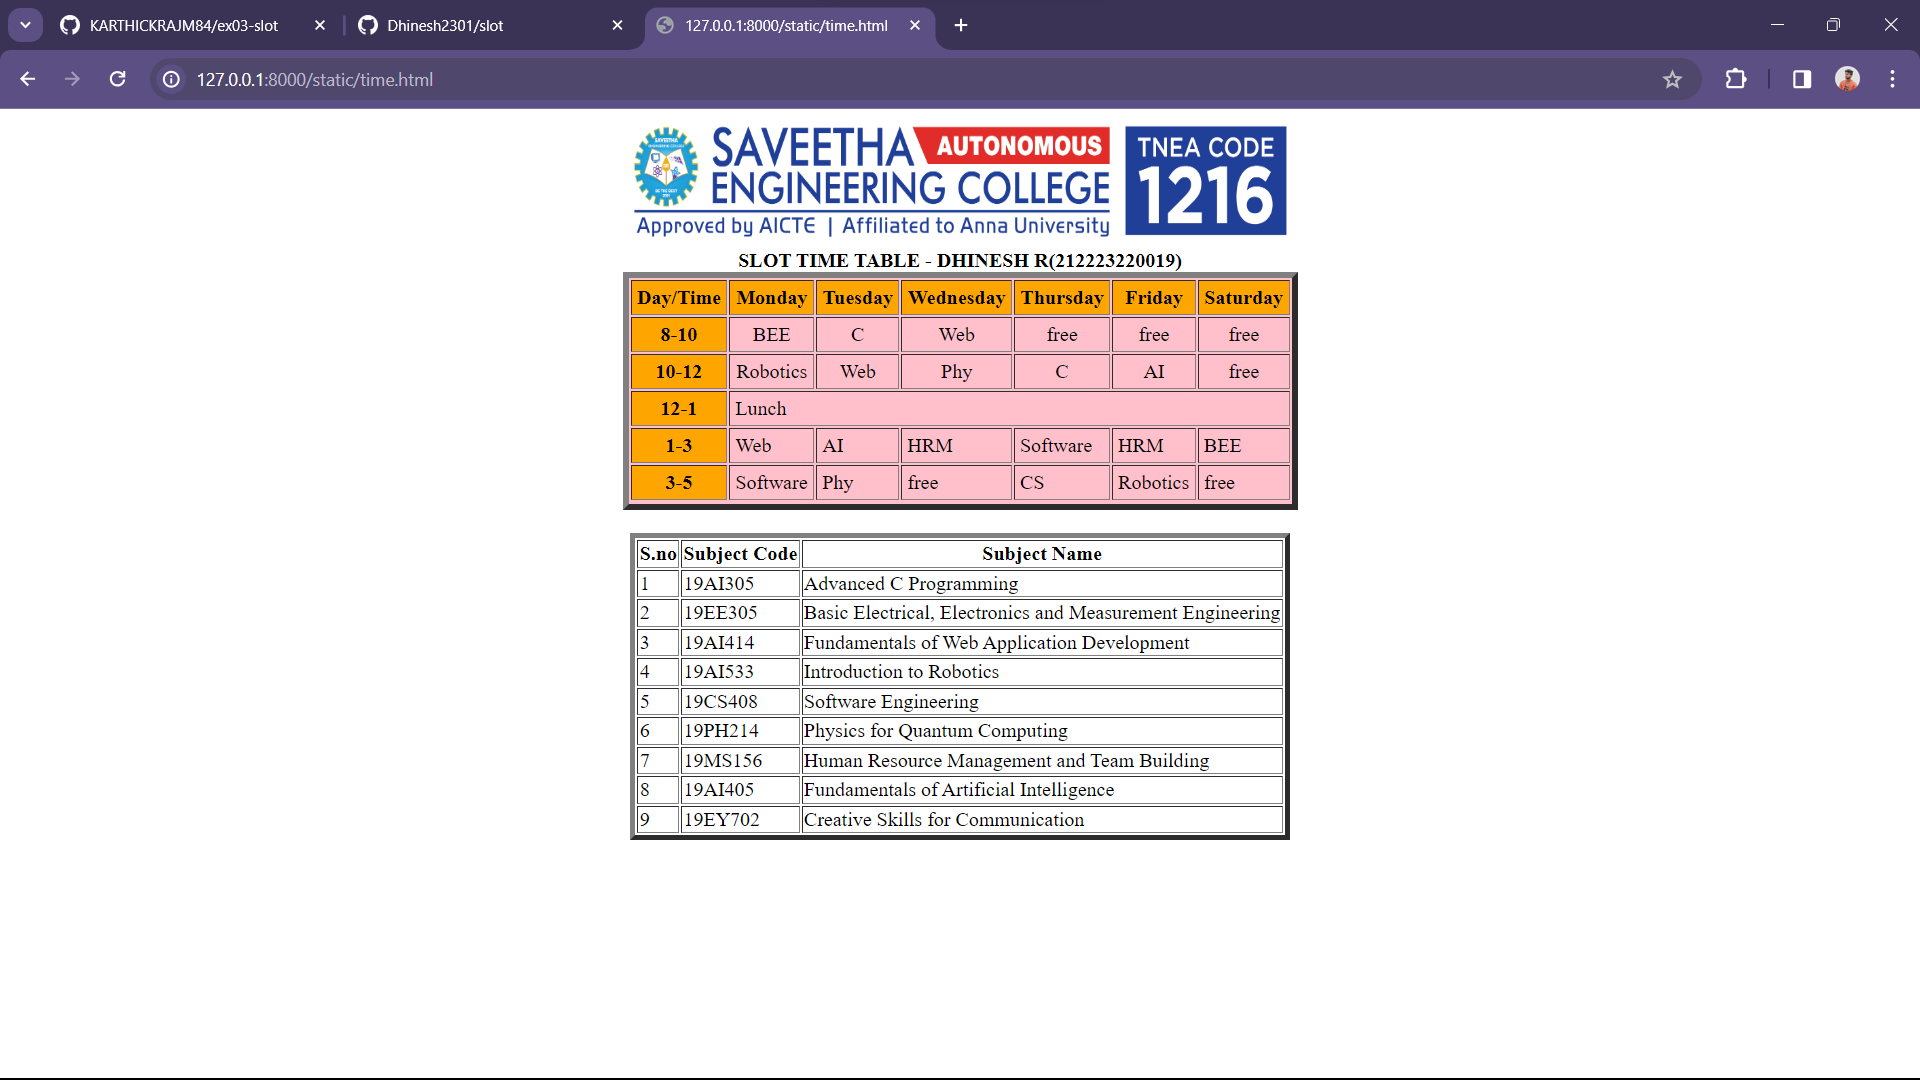 KARTHICKRAJM84/ex03-slot
Dhinesh2301/slot
127.0.0.1:8000/static/time.html
127.0.0.1:8000/static/time.html
SAVEETHA AUTONOMOUS
ENGINEERING COLLEGE
Approved by AICTE | Affiliated to Anna University
TNEA CODE
1216
SLOT TIME TABLE - DHINESH R(212223220019)
Day/Time Monday Tuesday Wednesday Thursday Friday Saturday
8-10 BEE C Web free free free
10-12 Robotics Web Phy C AI free
12-1 Lunch
1-3 Web AI HRM Software HRM BEE
3-5 Software Phy free CS Robotics free
S.no Subject Code Subject Name
1 19AI305 Advanced C Programming
2 19EE305 Basic Electrical, Electronics and Measurement Engineering
3 19AI414 Fundamentals of Web Application Development
4 19AI533 Introduction to Robotics
5 19CS408 Software Engineering
6 19PH214 Physics for Quantum Computing
7 19MS156 Human Resource Management and Team Building
8 19AI405 Fundamentals of Artificial Intelligence
9 19EY702 Creative Skills for Communication